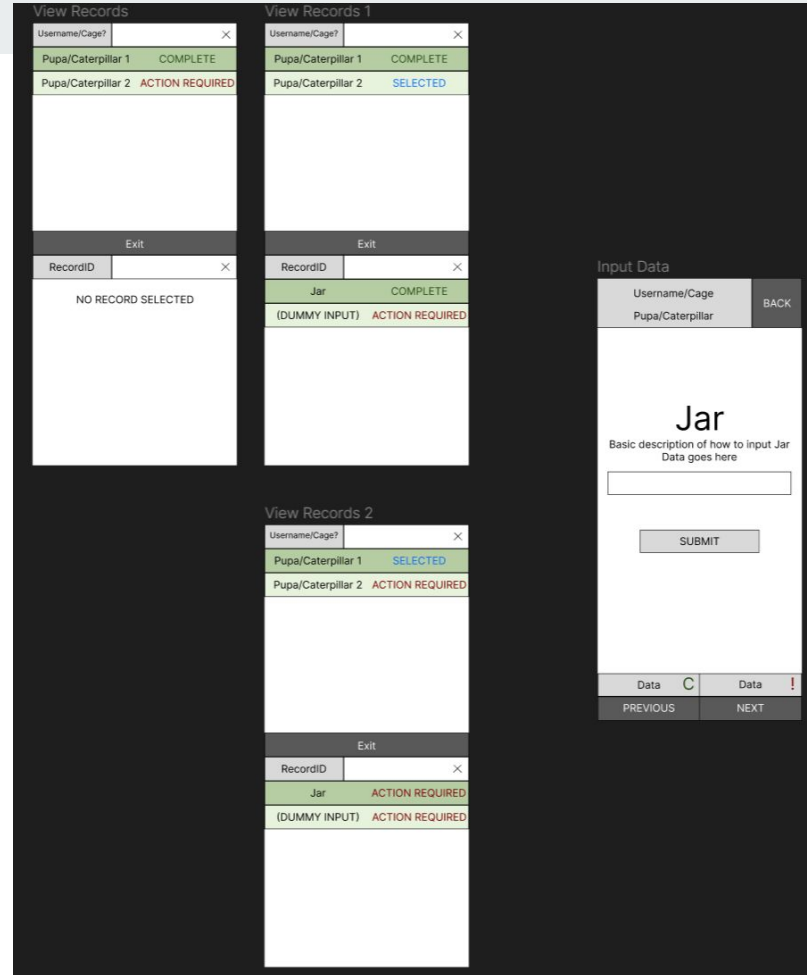 View Records
Username/Cage? ×
Pupa/Caterpillar 1 COMPLETE
Pupa/Caterpillar 2 ACTION REQUIRED
Exit
RecordID ×
NO RECORD SELECTED
View Records 1
Username/Cage? ×
Pupa/Caterpillar 1 COMPLETE
Pupa/Caterpillar 2 SELECTED
Exit
RecordID ×
Jar COMPLETE
(DUMMY INPUT) ACTION REQUIRED
View Records 2
Username/Cage? ×
Pupa/Caterpillar 1 SELECTED
Pupa/Caterpillar 2 ACTION REQUIRED
Exit
RecordID ×
Jar ACTION REQUIRED
(DUMMY INPUT) ACTION REQUIRED
Input Data
Username/Cage
Pupa/Caterpillar
BACK
Jar
Basic description of how to input Jar
Data goes here
SUBMIT
Data C Data !
PREVIOUS NEXT